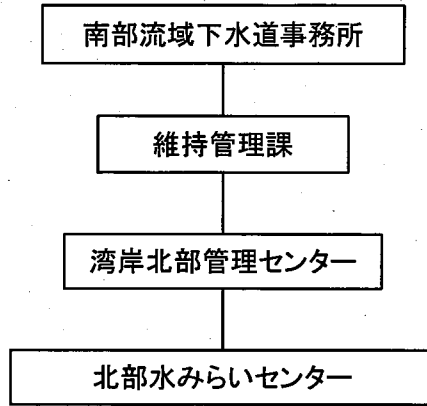 南部流域下水道事務所
維持管理課
湾岸北部管理センター
北部水みらいセンター